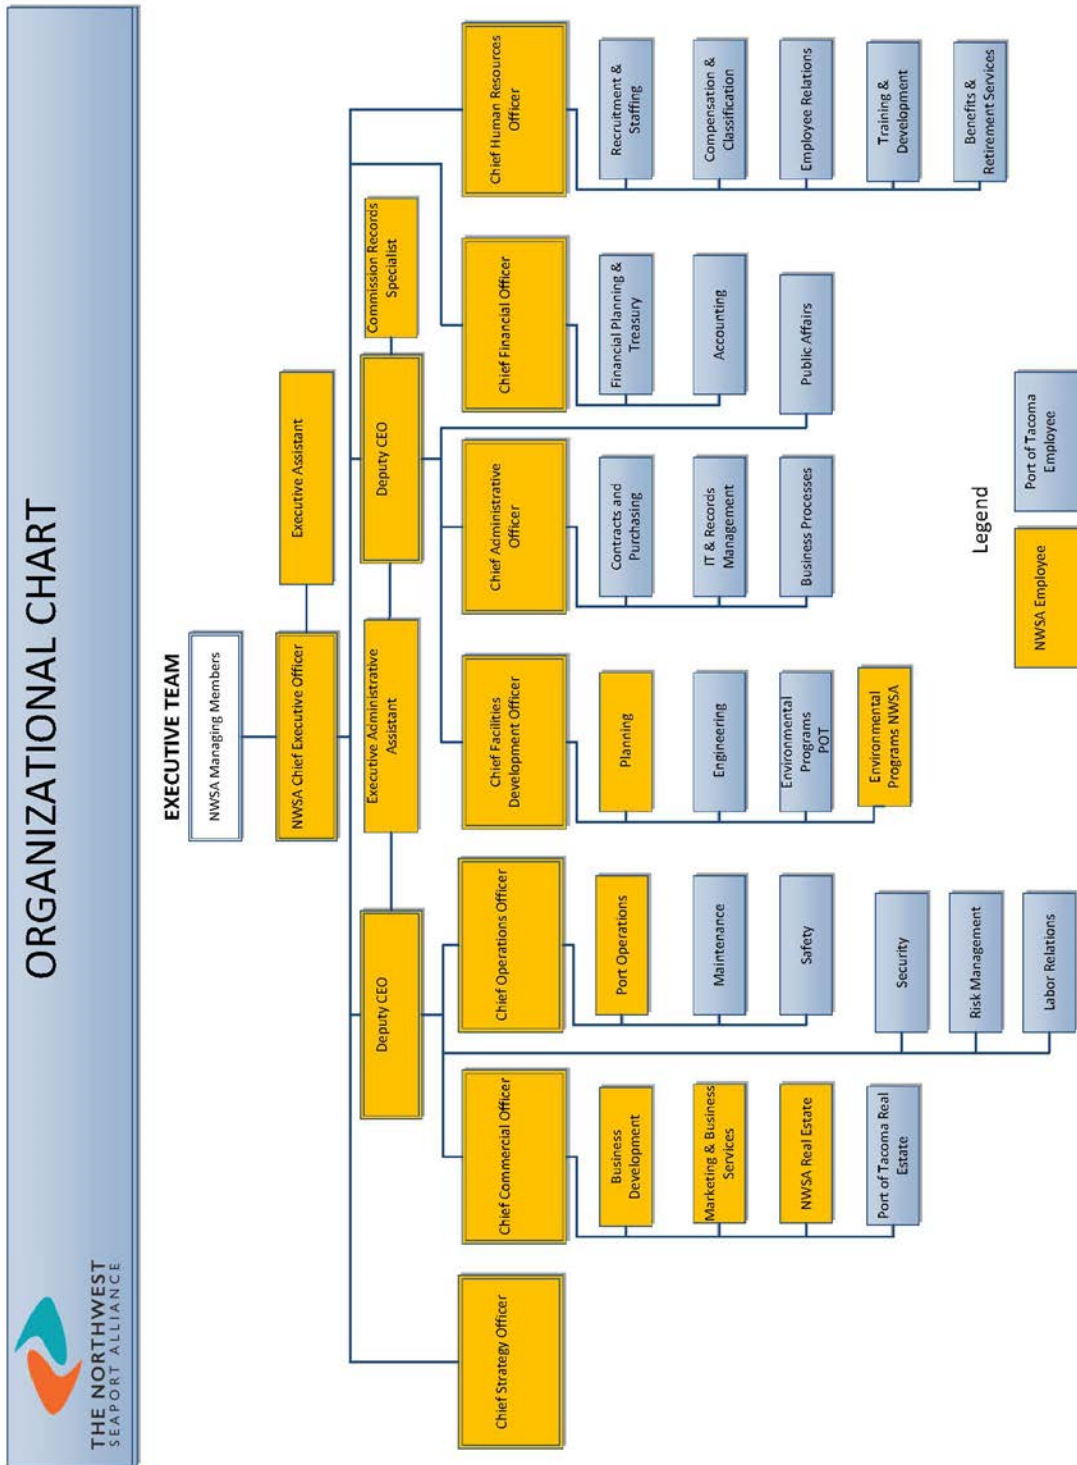 ORGANIZATIONAL CHART
THE NORTHWEST
SEAPORT ALLIANCE
EXECUTIVE TEAM
NWSA Managing Members
NWSA Chief Executive Officer
Executive Assistant
Deputy CEO
Executive Administrative
Assistant
Deputy CEO
Commission Records
Specialist
Chief Strategy Officer
Chief Commercial Officer
Business
Development
Marketing & Business
Services
NWSA Real Estate
Port of Tacoma Real
Estate
Chief Operations Officer
Port Operations
Maintenance
Safety
Security
Risk Management
Labor Relations
Chief Facilities
Development Officer
Planning
Engineering
Environmental
Programs
POT
Environmental
Programs NWSA
Chief Administrative
Officer
Contracts and
Purchasing
IT & Records
Management
Business Processes
Chief Financial Officer
Financial Planning &
Treasury
Accounting
Public Affairs
Chief Human Resources
Officer
Recruitment &
Staffing
Compensation &
Classification
Employee Relations
Training &
Development
Benefits &
Retirement Services
Legend
NWSA Employee
Port of Tacoma
Employee